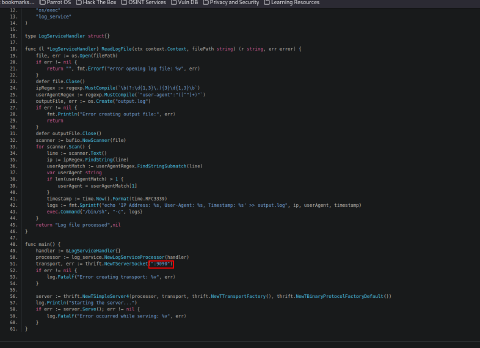 bookmarks... Parrot OS Hack The Box OSINT Services Vuln DB Privacy and Security Learning Resources
12. "os/exec"
13. "log_service"
14. )
15.
16. type LogServiceHandler struct{}
17.
18. func (l *LogServiceHandler) ReadLogFile(ctx context.Context, filePath string) (r string, err error) {
19. file, err := os.Open(filePath)
20. if err != nil {
21. return "", fmt.Errorf("error opening log file: %v", err)
22. }
23. defer file.Close()
24. ipRegex := regexp.MustCompile(
25. userAgentRegex := regexp.MustCompile(
26. outputFile, err := os.Create("output.log")
27. if err != nil {
28. fmt.Println("Error creating output file:", err)
29. return
30. }
31. defer outputFile.Close()
32. scanner := bufio.NewScanner(file)
33. for scanner.Scan() {
34. line := scanner.Text()
35. ip := ipRegex.FindString(line)
36. userAgentMatch := userAgentRegex.FindStringSubmatch(line)
37. var userAgent string
38. if len(userAgentMatch) > 1 {
39. userAgent = userAgentMatch[1]
40. }
41. timestamp := time.Now().Format(time.RFC3339)
42. logs := fmt.Sprintf("echo 'IP Address: %s, User-Agent: %s, Timestamp: %s' >> output.log", ip, userAgent, timestamp)
43. exec.Command("/bin/sh", "-c", logs)
44. }
45. return "Log file processed",nil
46. }
47.
48. func main() {
49. handler := &LogServiceHandler{}
50. processor := log_service.NewLogServiceProcessor(handler)
51. transport, err := thrift.NewTServerSocket(":9090")
52. if err != nil {
53. log.Fatalf("Error creating transport: %v", err)
54. }
55.
56. server := thrift.NewTSimpleServer4(processor, transport, thrift.NewTTransportFactory(), thrift.NewTBinaryProtocolFactoryDefault())
57. log.Println("Starting the server...")
58. if err := server.Serve(); err != nil {
59. log.Fatalf("Error occurred while serving: %v", err)
60. }
61. }